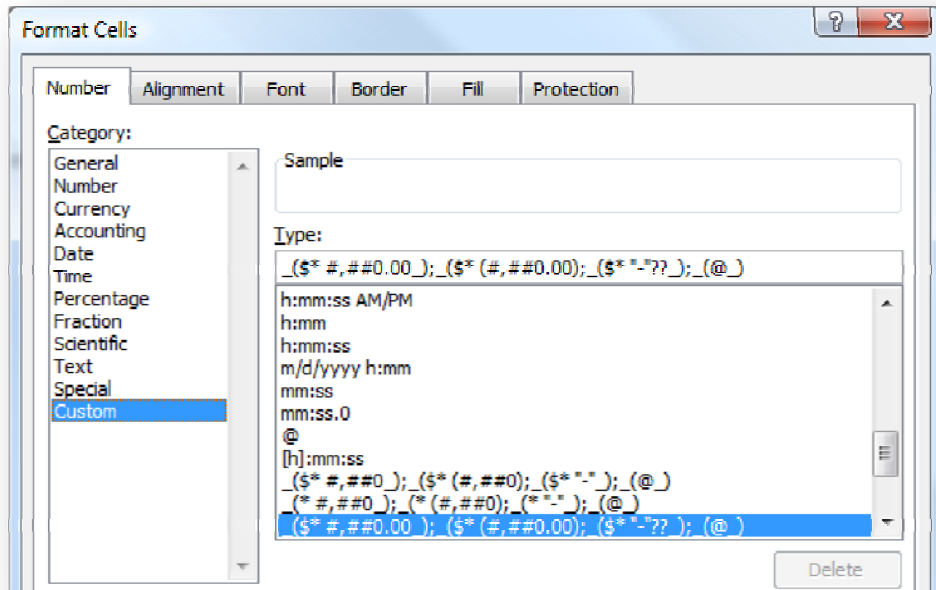 Format Cells
Number Alignment Font Border Fill Protection
Category:
General
Number
Currency
Accounting
Date
Time
Percentage
Fraction
Scientific
Text
Special
Custom
Sample
Type:
_($* #,##0.00_);_($* (#,##0.00);_($* "-"??_);_(@_)
h:mm:ss AM/PM
h:mm
h:mm:ss
m/d/yyyy h:mm
mm:ss
mm:ss.0
@
[h]:mm:ss
_($* #,##0_);_($* (#,##0);_($* "-"_);_(@_)
_(* #,##0_);_(* (#,##0);_(* "-"_);_(@_)
_($* #,##0.00_);_($* (#,##0.00);_($* "-"??_);_(@_)
Delete